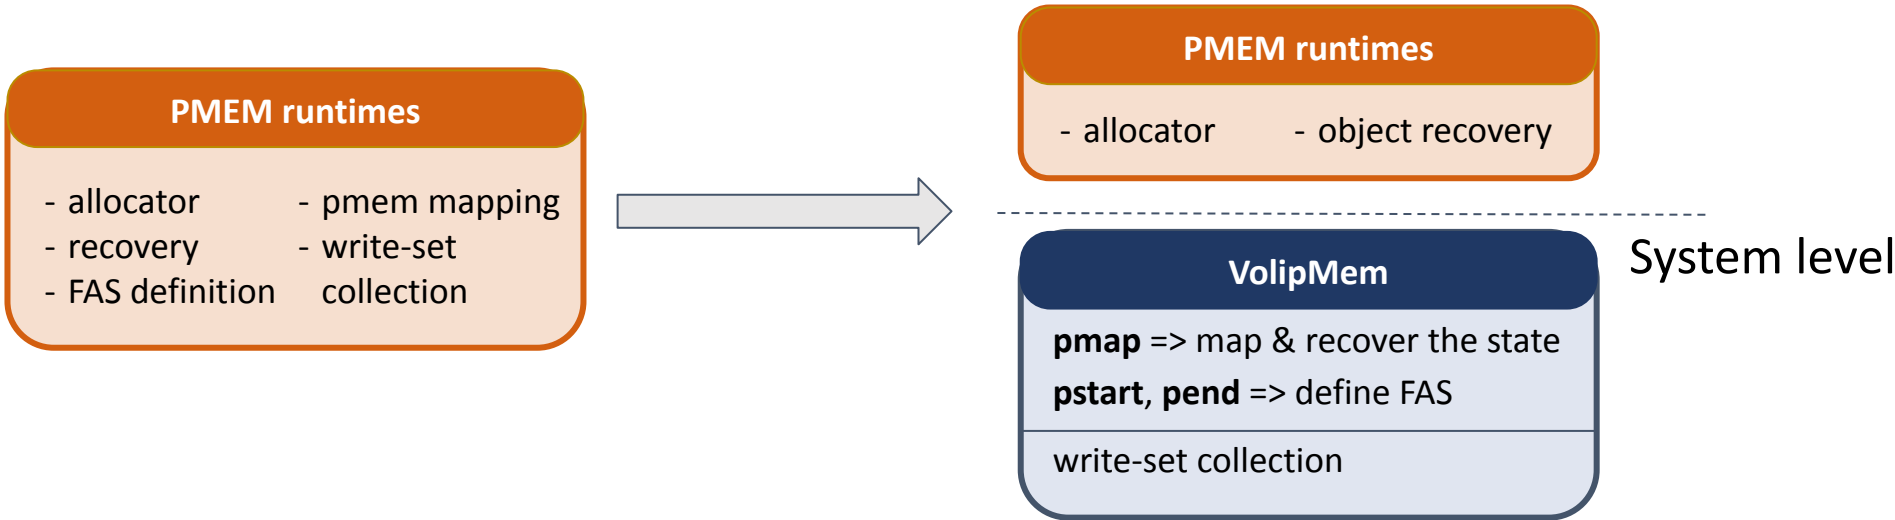 PMEM runtimes
- allocator
- recovery
- FAS definition
- pmem mapping
- write-set
collection
PMEM runtimes
- allocator
- object recovery
System level
VolipMem
pmap => map & recover the state
pstart, pend => define FAS
write-set collection